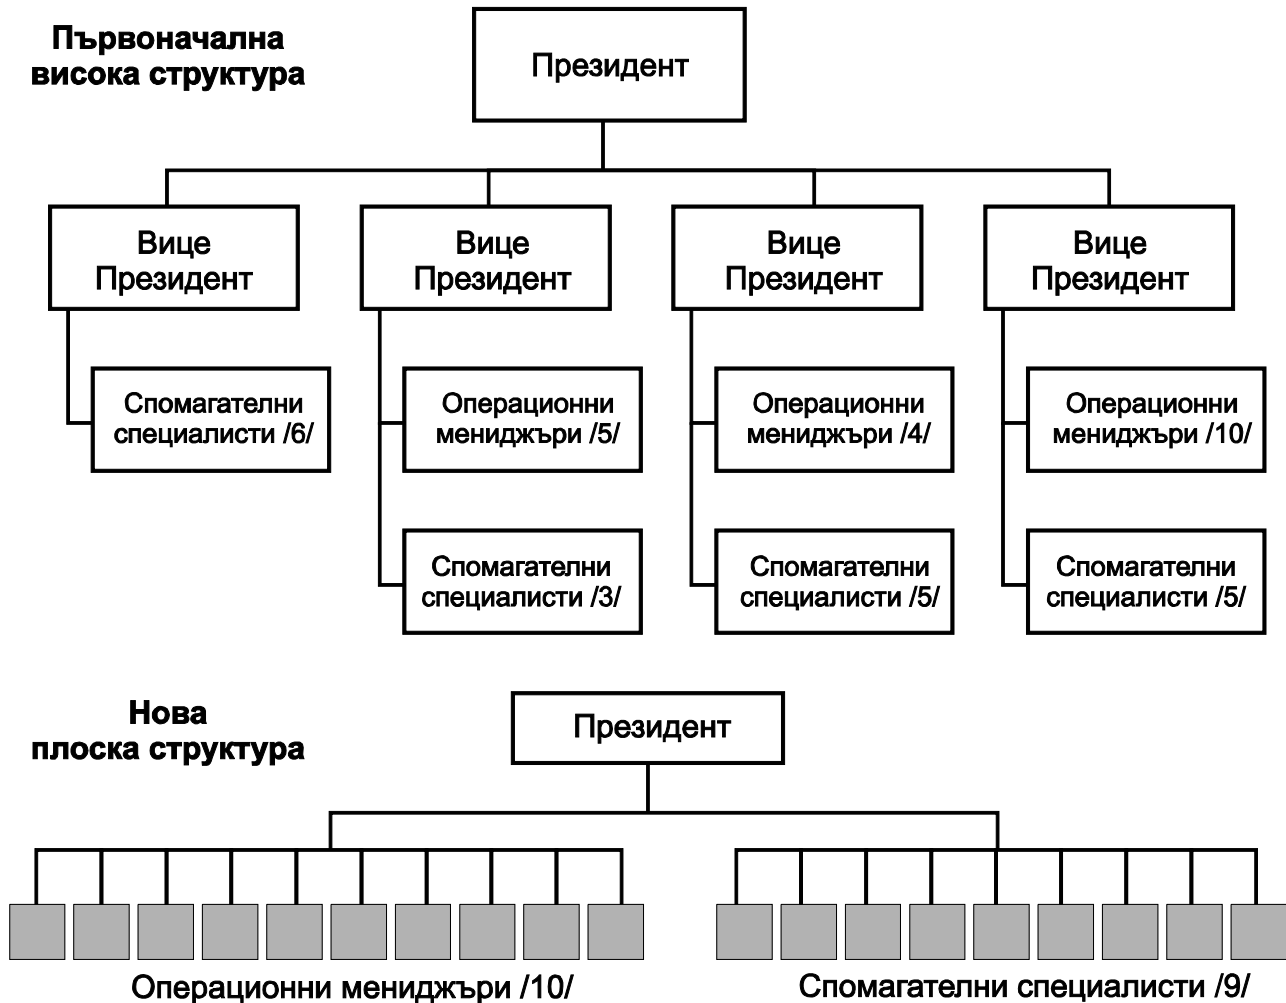 Първоначална
висока структура
Президент
Вице
Президент
Вице
Президент
Вице
Президент
Вице
Президент
Спомагателни
специалисти /6/
Операционни
мениджъри /5/
Операционни
мениджъри /4/
Операционни
мениджъри /10/
Спомагателни
специалисти /3/
Спомагателни
специалисти /5/
Спомагателни
специалисти /5/
Нова
плоска структура
Президент
Операционни мениджъри /10/
Спомагателни специалисти /9/